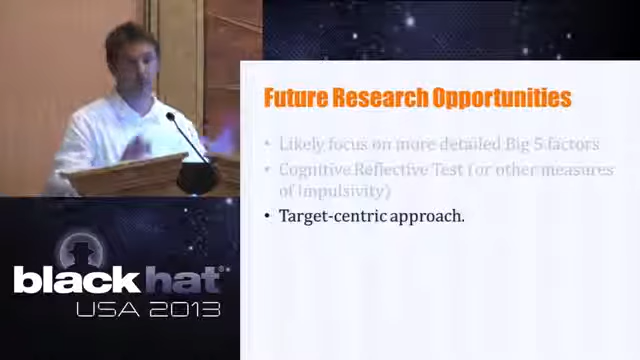 Future Research Opportunities
• Likely focus on more detailed Big 5 factors
• Cognitive Reflective Test (or other measures
of Impulsivity)
• Target-centric approach.
black hat®
USA 2013